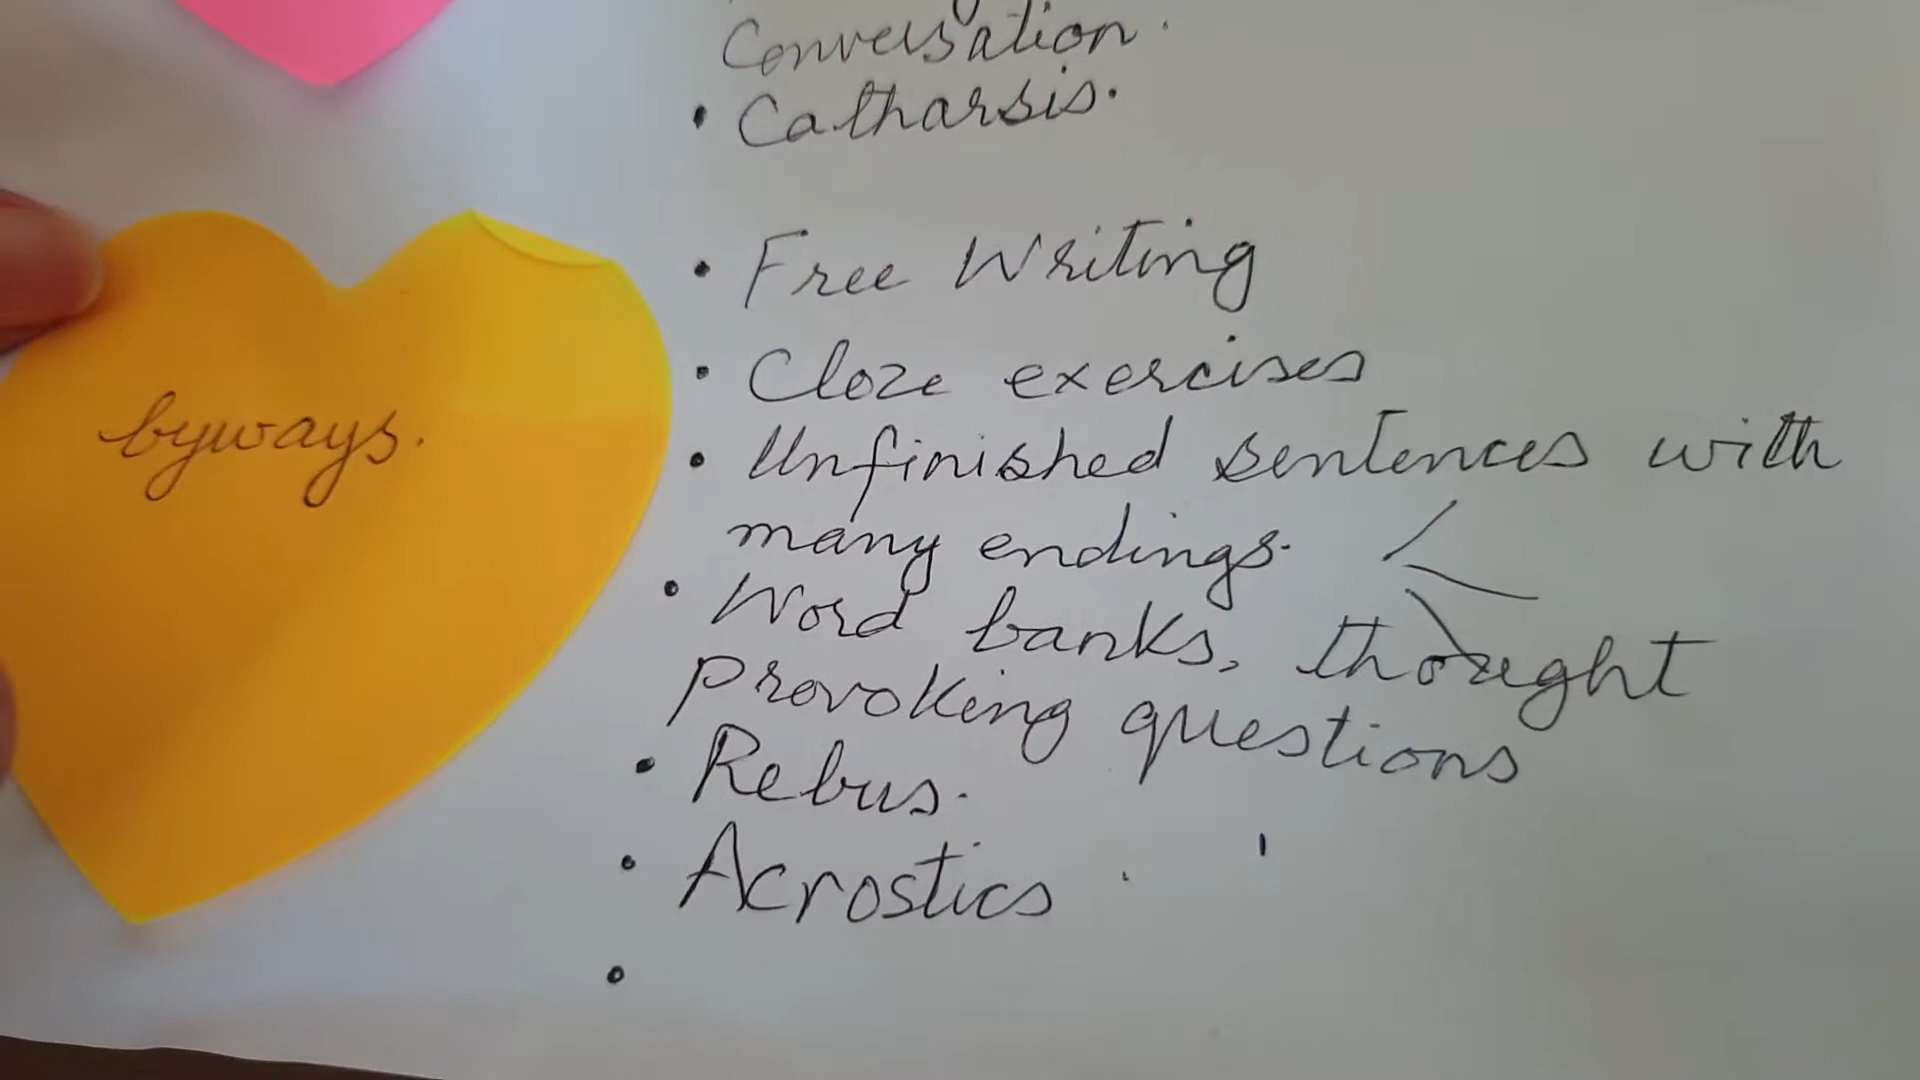 Conversation.
• Catharsis.
• Free Writing
• Cloze exercises
byways.
• Unfinished sentences with
many endings.
• Word banks, thought
provoking questions
• Rebus.
• Acrostics
•